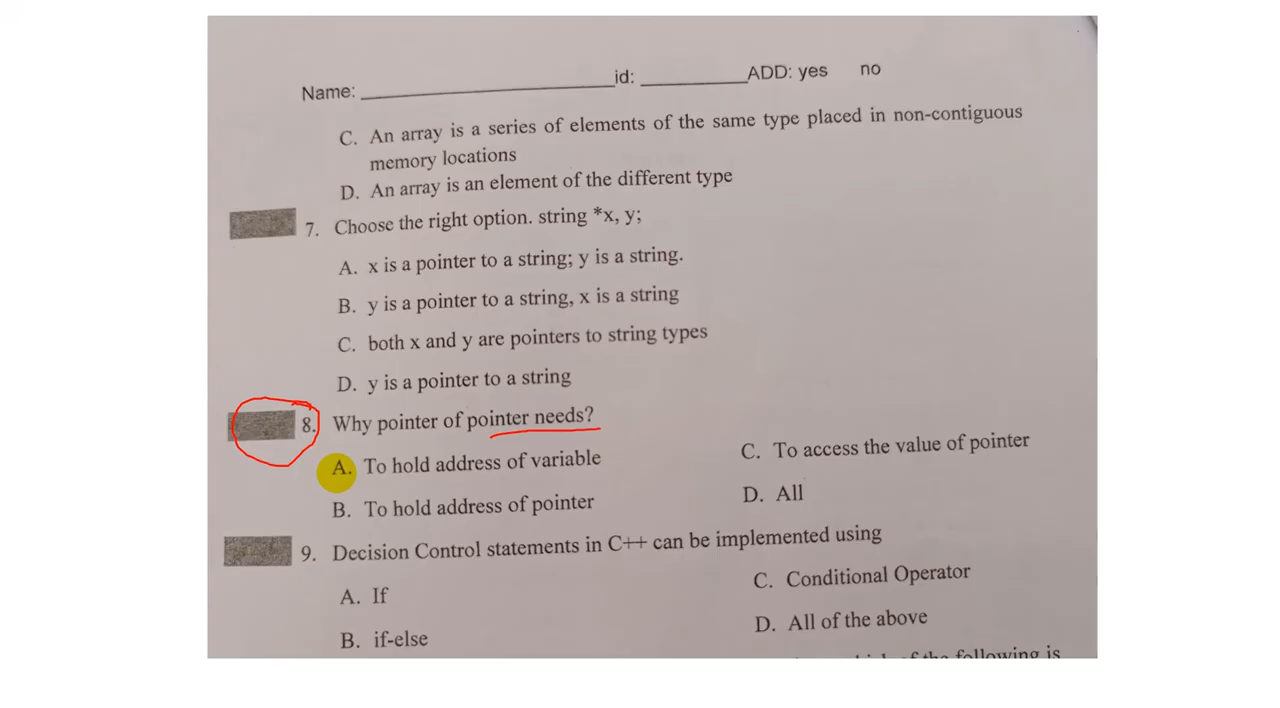 Name: id: ADD: yes no
C. An array is a series of elements of the same type placed in non-contiguous
memory locations
D. An array is an element of the different type
7. Choose the right option. string *x, y;
A. x is a pointer to a string; y is a string.
B. y is a pointer to a string, x is a string
C. both x and y are pointers to string types
D. y is a pointer to a string
8. Why pointer of pointer needs?
A. To hold address of variable
B. To hold address of pointer
C. To access the value of pointer
D. All
9. Decision Control statements in C++ can be implemented using
A. If
B. if-else
C. Conditional Operator
D. All of the above
of the following is